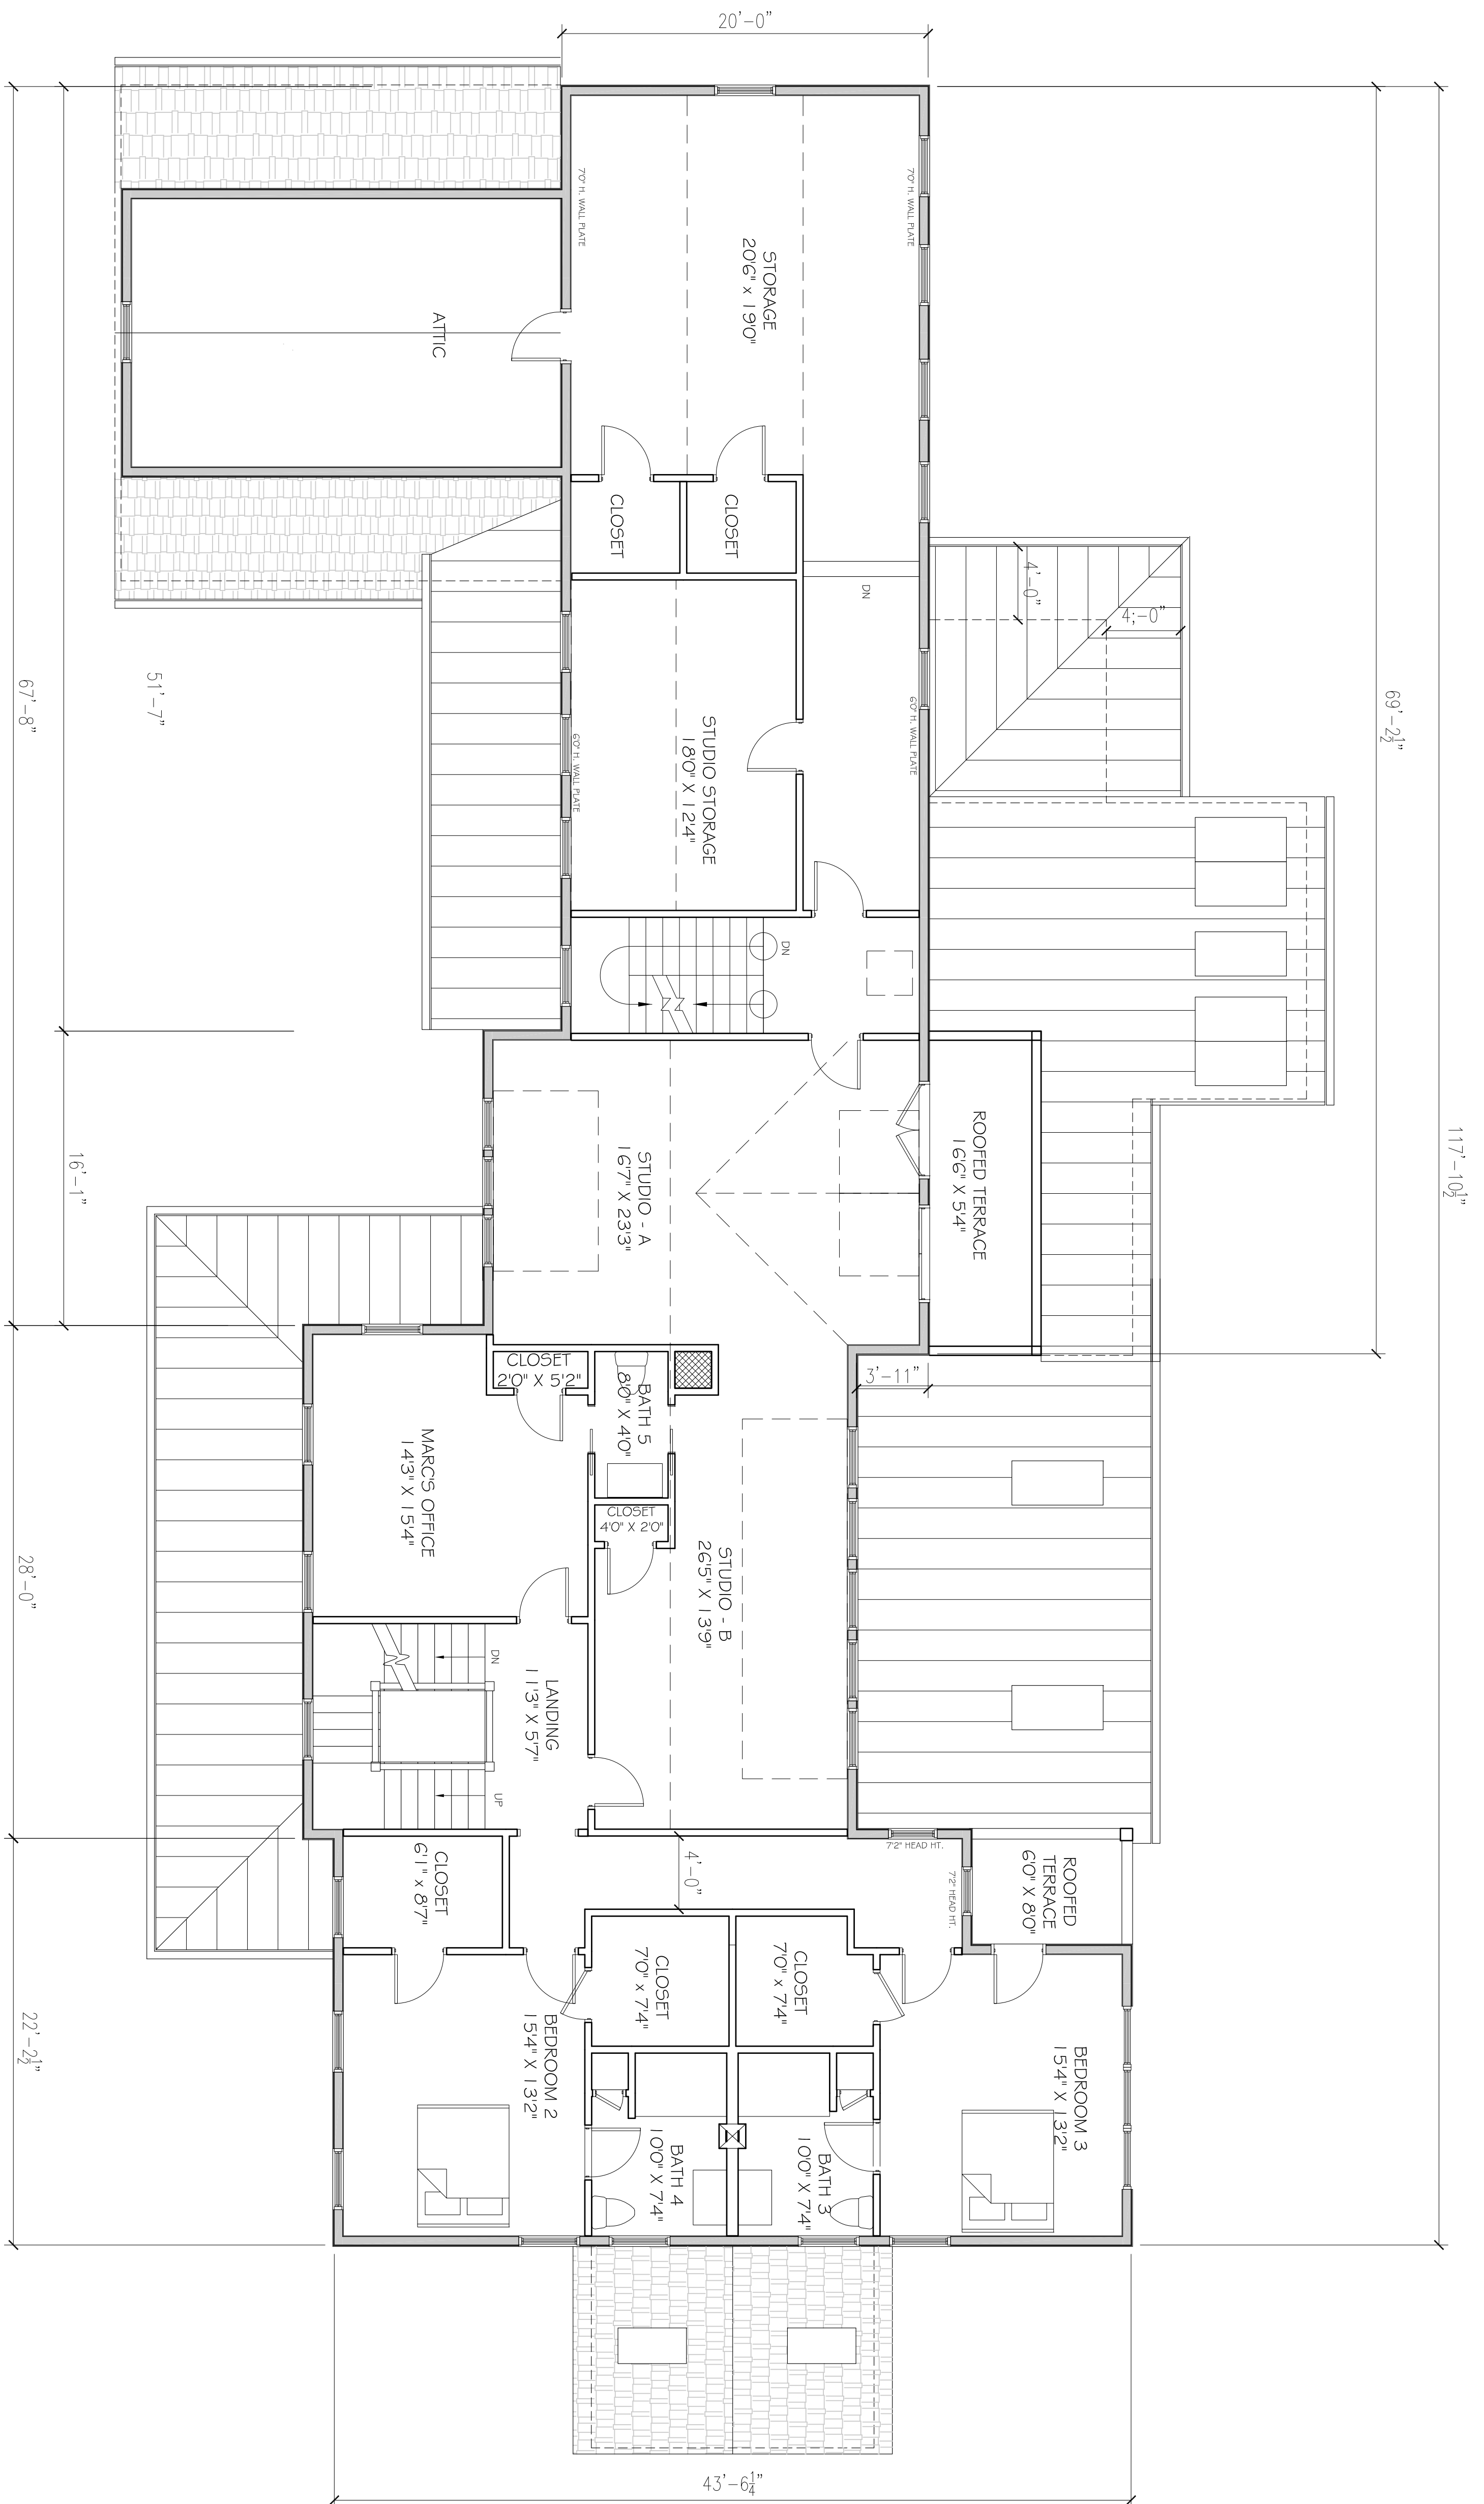 20'-0"
69'-2½"
117'-10½"
67'-8"
51'-7"
16'-1"
28'-0"
22'-2½"
43'-6¼"
7'0" H. WALL PLATE
7'0" H. WALL PLATE
STORAGE
20'6" x 19'0"
ATTIC
CLOSET
CLOSET
DN
4'-0"
4;-0"
6'0" H. WALL PLATE
6'0" H. WALL PLATE
STUDIO STORAGE
18'0" X 12'4"
DN
ROOFED TERRACE
16'6" X 5'4"
STUDIO - A
16'7" X 23'3"
3'-11"
CLOSET
2'0" X 5'2"
BATH 5
8'0" X 4'0"
MARC'S OFFICE
14'3" X 15'4"
CLOSET
4'0" X 2'0"
STUDIO - B
26'5" X 13'9"
DN
LANDING
11'3" X 5'7"
UP
7'2" HEAD HT.
7'2" HEAD HT.
4'-0"
ROOFED
TERRACE
6'0" X 8'0"
CLOSET
6'1" x 8'7"
CLOSET
7'0" x 7'4"
CLOSET
7'0" x 7'4"
BEDROOM 2
15'4" X 13'2"
BEDROOM 3
15'4" X 13'2"
BATH 4
10'0" X 7'4"
BATH 3
10'0" X 7'4"